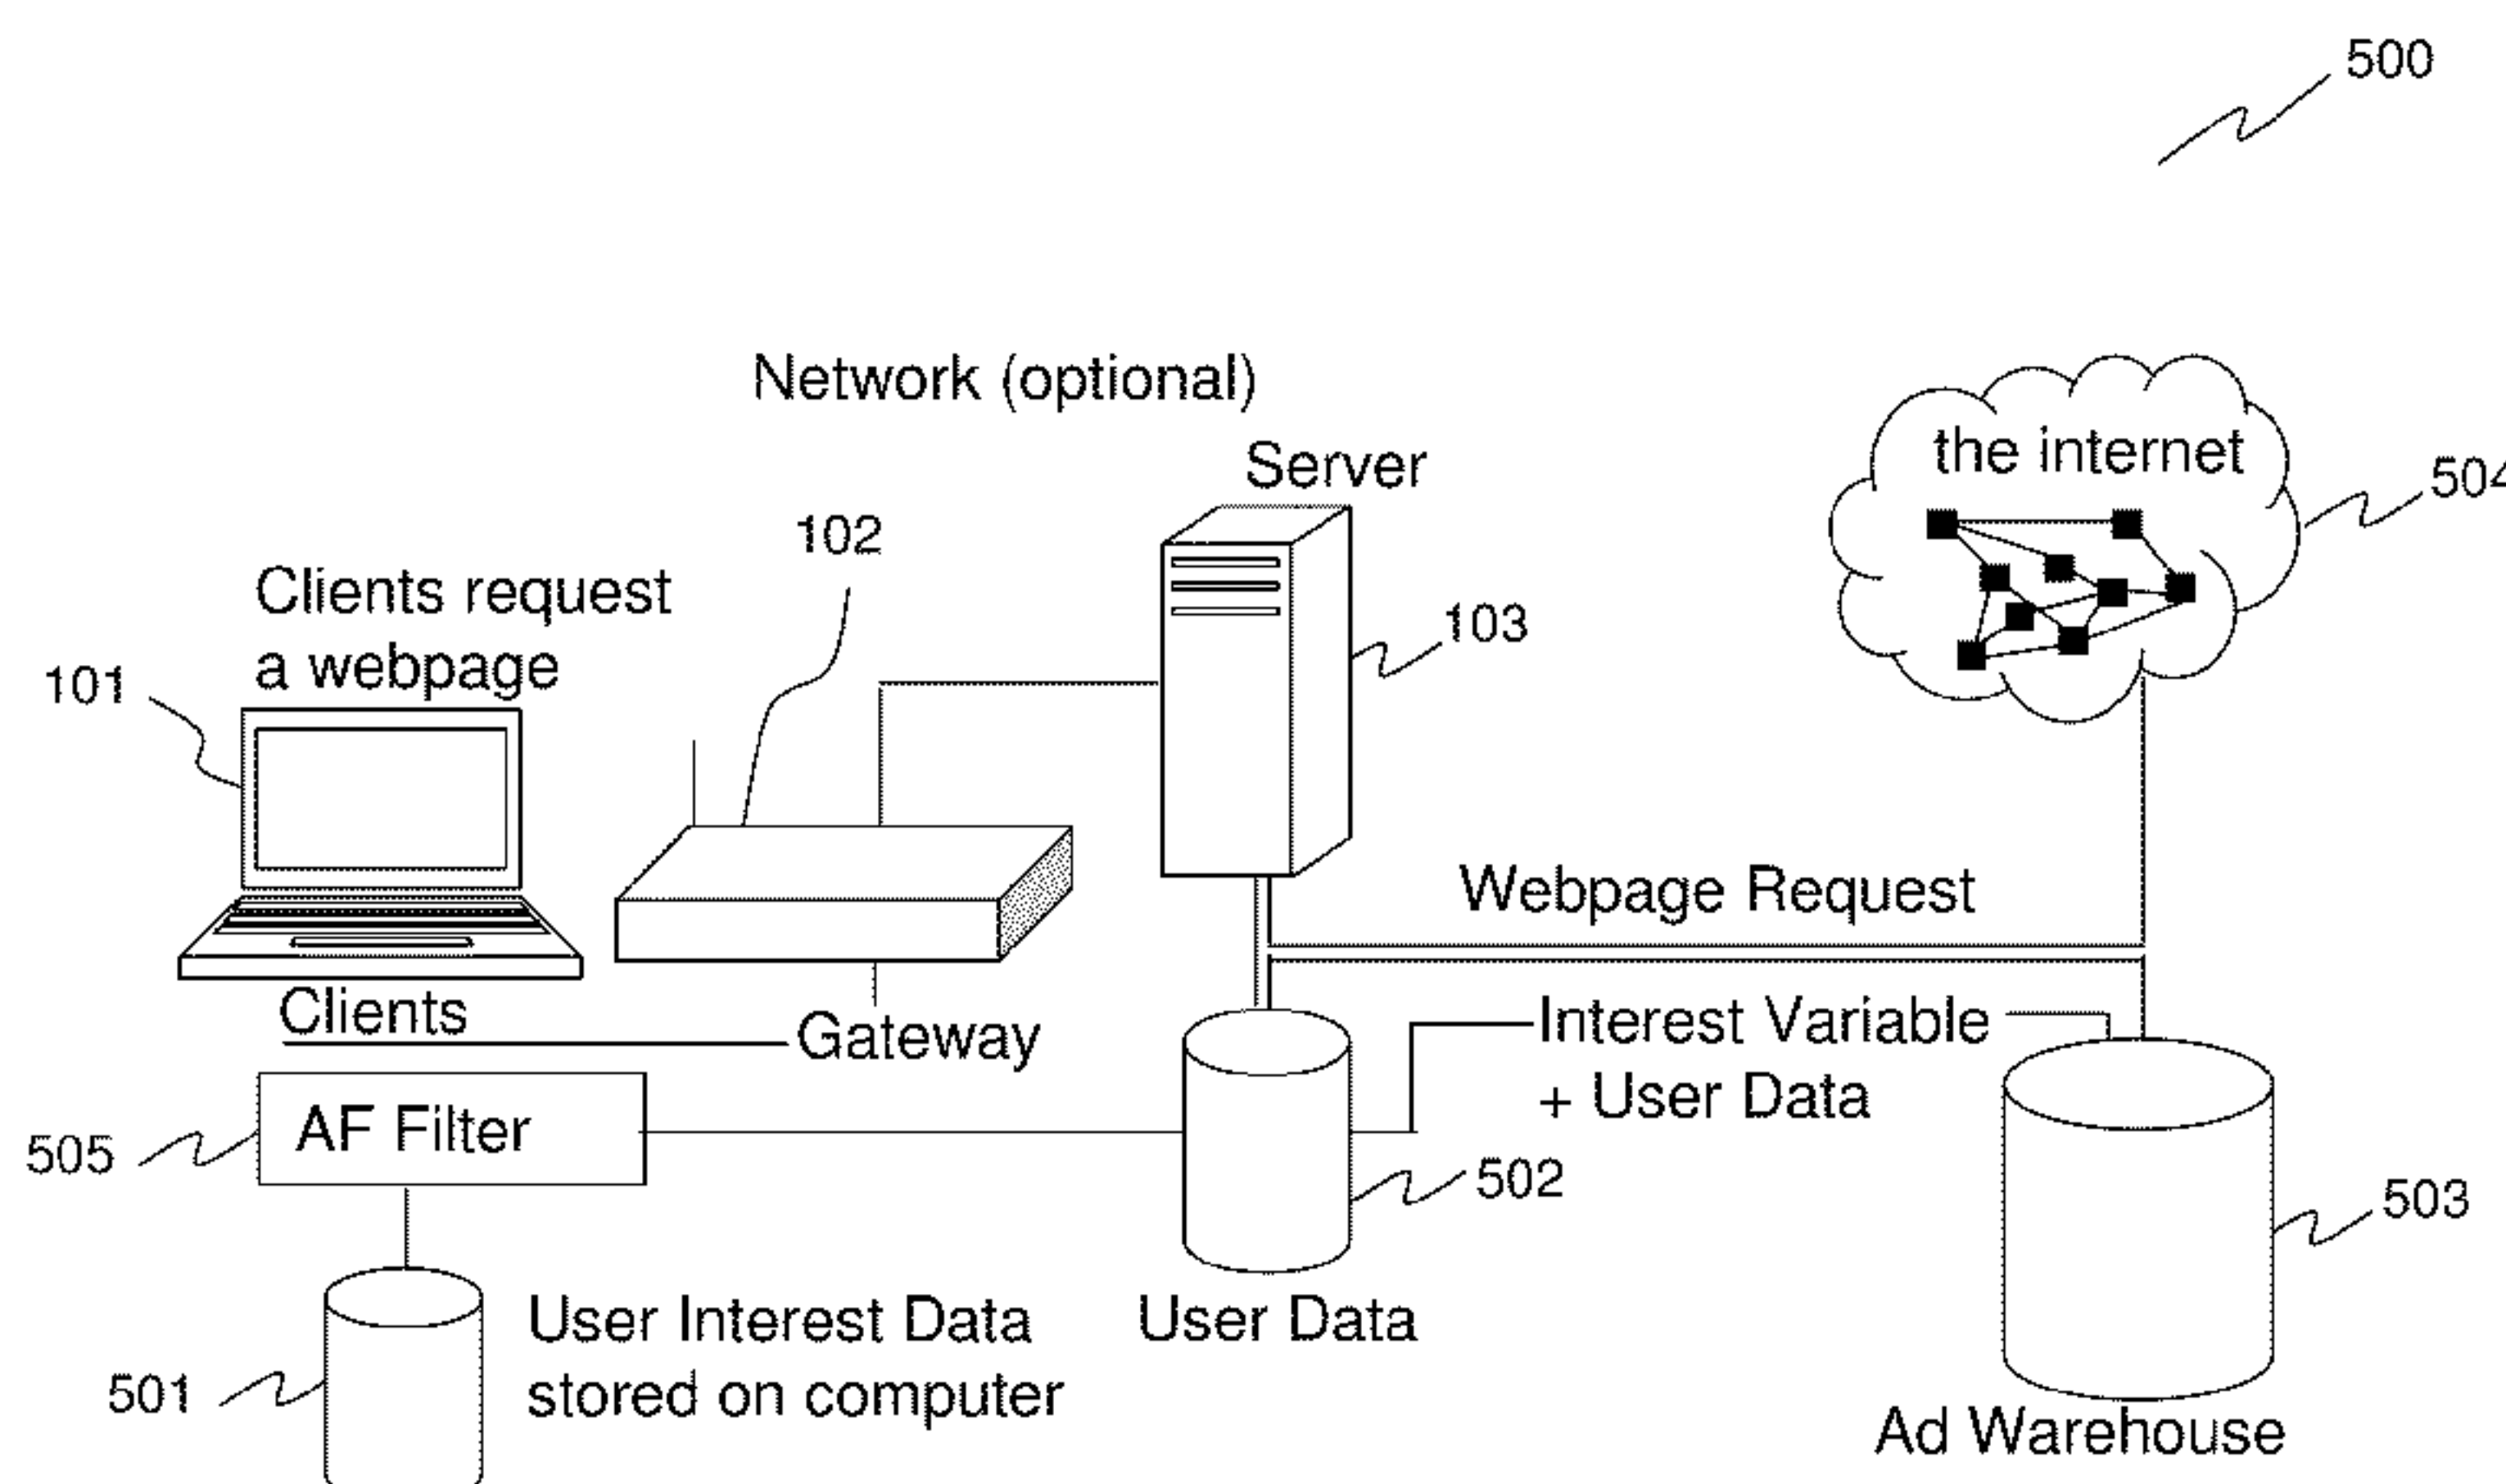 500
Network (optional)
Server
the internet
504
102
Clients request
a webpage
103
101
Webpage Request
Clients
Gateway
Interest Variable
+ User Data
AF Filter
505
502
503
User Interest Data
stored on computer
User Data
501
Ad Warehouse